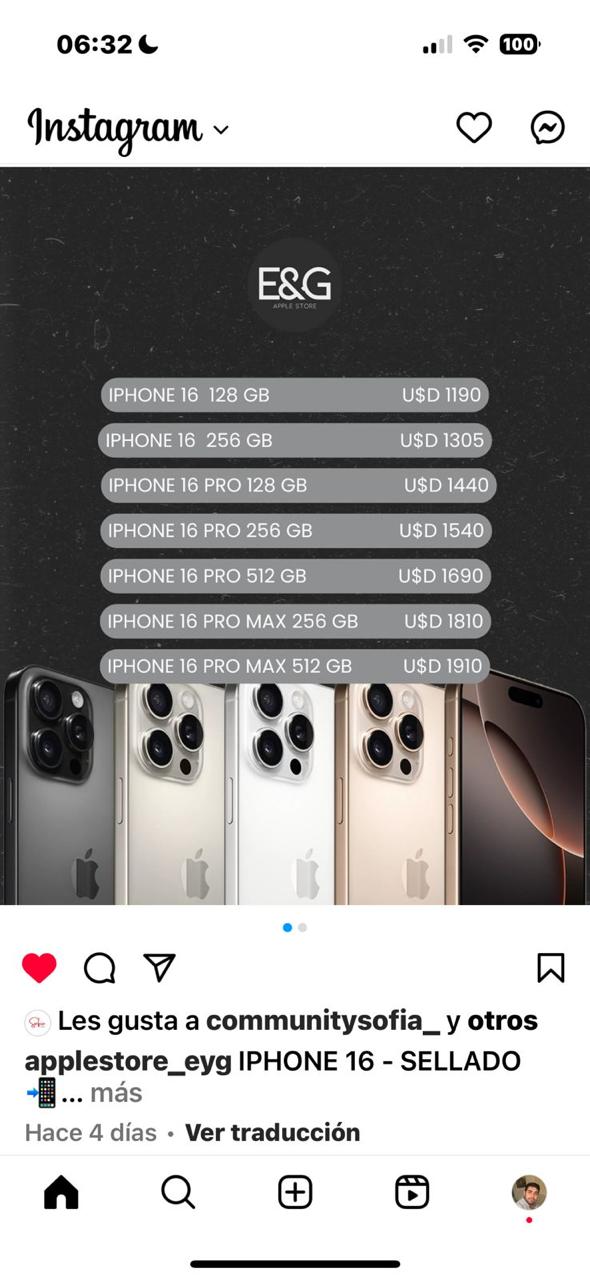 06:32
100
Instagram
E&G
APPLE STORE
IPHONE 16 128 GB U$D 1190
IPHONE 16 256 GB U$D 1305
IPHONE 16 PRO 128 GB U$D 1440
IPHONE 16 PRO 256 GB U$D 1540
IPHONE 16 PRO 512 GB U$D 1690
IPHONE 16 PRO MAX 256 GB U$D 1810
IPHONE 16 PRO MAX 512 GB U$D 1910
Les gusta a communitysofia_ y otros
applestore_eyg IPHONE 16 - SELLADO
📲... más
Hace 4 días • Ver traducción